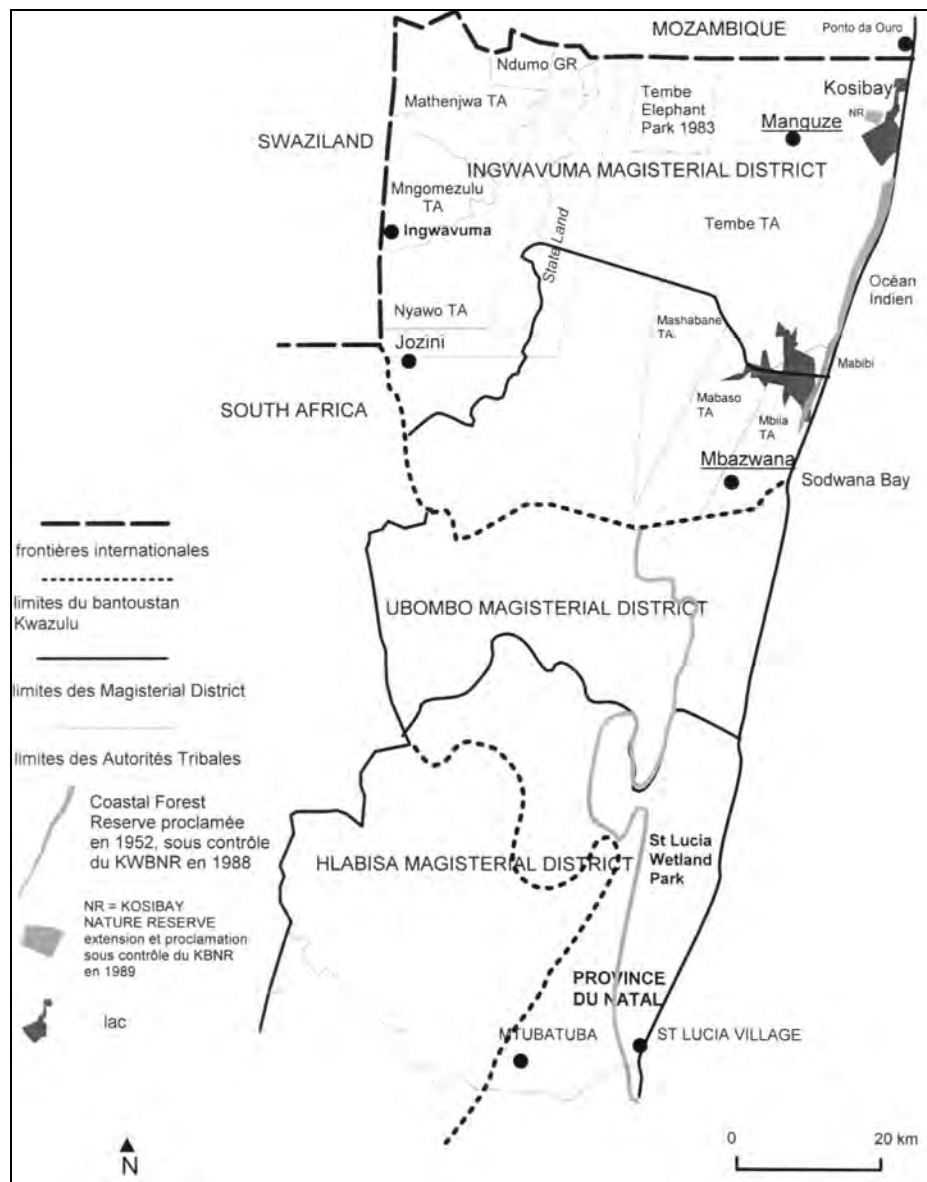 MOZAMBIQUE
Ponto da Ouro
Ndumo GR
Mathenjwa TA
Tembe
Elephant
Park 1983
Kosibay
NR
Manguze
SWAZILAND
INGWAVUMA MAGISTERIAL DISTRICT
Mngomezulu
TA
Ingwavuma
Tembe TA
State Land
Océan
Indien
Nyawo TA
Mashabane
TA.
Jozini
Mabibi
SOUTH AFRICA
Mabaso
TA
Mbila
TA
Mbazwana
Sodwana Bay
frontières internationales
limites du bantoustan
Kwazulu
UBOMBO MAGISTERIAL DISTRICT
limites des Magisterial District
limites des Autorités Tribales
Coastal Forest
Reserve proclamée
en 1952, sous contrôle
du KWBNR en 1988
HLABISA MAGISTERIAL DISTRICT
St Lucia
Wetland
Park
NR = KOSIBAY
NATURE RESERVE
extension et proclamation
sous contrôle du KBNR
en 1989
lac
PROVINCE
DU NATAL
MTUBATUBA
ST LUCIA VILLAGE
N
0 20 km